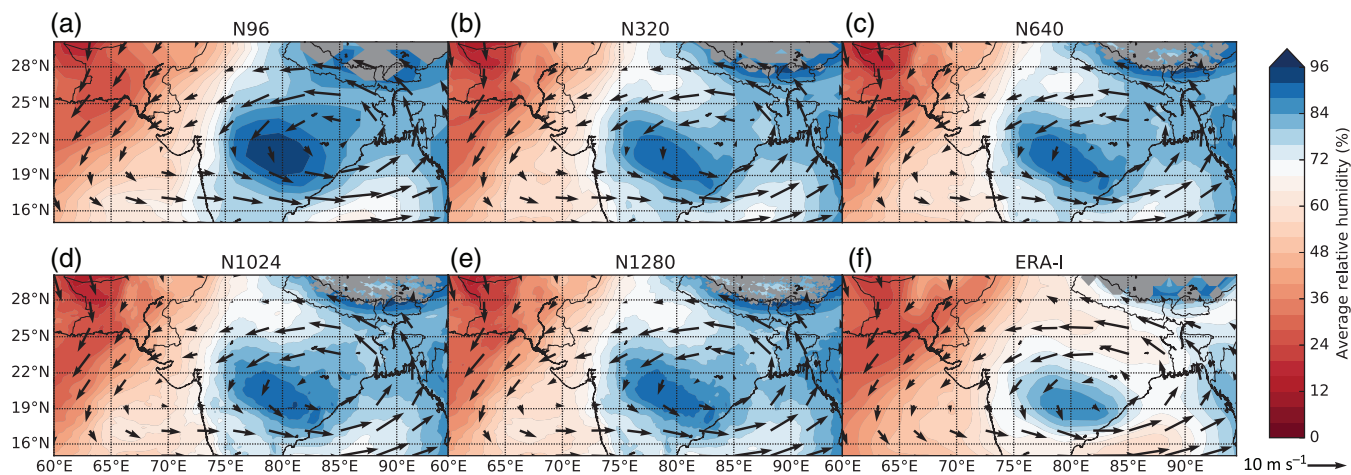 (a) N96 (b) N320 (c) N640
28°N
25°N
22°N
19°N
16°N
(d) N1024 (e) N1280 (f) ERA-I
28°N
25°N
22°N
19°N
16°N
60°E 65°E 70°E 75°E 80°E 85°E 90°E 60°E 65°E 70°E 75°E 80°E 85°E 90°E 60°E 65°E 70°E 75°E 80°E 85°E 90°E
96
84
72
60
48
36
24
12
0
Average relative humidity (%)
10 m s⁻¹